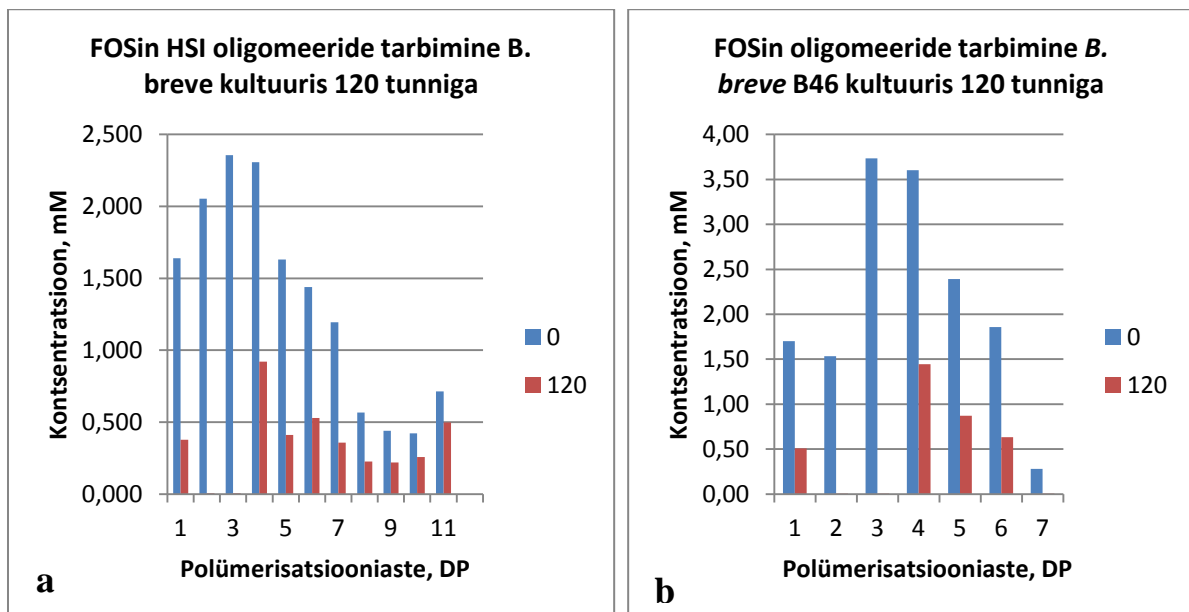 FOSin HSI oligomeeride tarbimine B.
breve kultuuris 120 tunniga
Kontsentratsioon, mM
2,500
2,000
1,500
1,000
0,500
0,000
1 3 5 7 9 11
Polümerisatsiooniaste, DP
0
120
a
FOSin oligomeeride tarbimine B.
breve B46 kultuuris 120 tunniga
Kontsentratsioon, mM
4,00
3,50
3,00
2,50
2,00
1,50
1,00
0,50
0,00
1 2 3 4 5 6 7
Polümerisatsiooniaste, DP
0
120
b